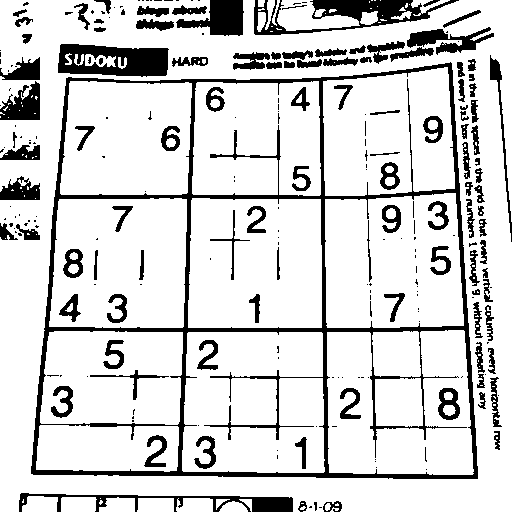 blogs about
things
SUDOKU HARD
Answers to today's Sudoku and
puzzles can be found Monday on the preceding page
6 4 7
7 6 9
5 8
7 2 9 3
8 5
4 3 1 7
5 2
3 2 8
2 3 1
Fill in the blank spaces in the grid so that every vertical column, every horizontal row
and every 3x3 box contains the numbers 1 through 9, without repeating any
8-1-09